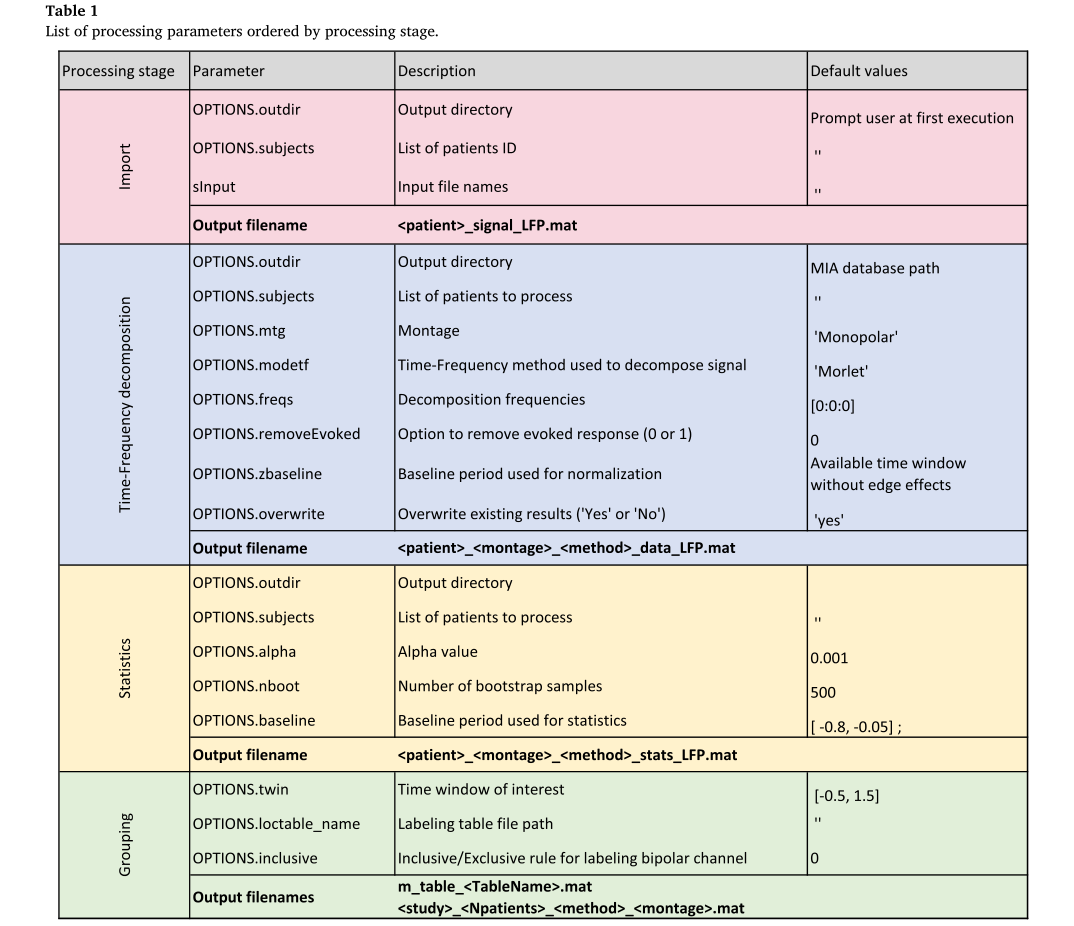 Table 1
List of processing parameters ordered by processing stage.
Processing stage Parameter Description Default values
Import
OPTIONS.outdir Output directory Prompt user at first execution
OPTIONS.subjects List of patients ID ''
sInput Input file names ''
Output filename <patient>_signal_LFP.mat
Time-Frequency decomposition
OPTIONS.outdir Output directory MIA database path
OPTIONS.subjects List of patients to process ''
OPTIONS.mtg Montage 'Monopolar'
OPTIONS.modetf Time-Frequency method used to decompose signal 'Morlet'
OPTIONS.freqs Decomposition frequencies [0:0:0]
OPTIONS.removeEvoked Option to remove evoked response (0 or 1) 0
OPTIONS.zbaseline Baseline period used for normalization Available time window
without edge effects
OPTIONS.overwrite Overwrite existing results ('Yes' or 'No') 'yes'
Output filename <patient>_<montage>_<method>_data_LFP.mat
Statistics
OPTIONS.outdir Output directory
OPTIONS.subjects List of patients to process ''
OPTIONS.alpha Alpha value 0.001
OPTIONS.nboot Number of bootstrap samples 500
OPTIONS.baseline Baseline period used for statistics [ -0.8, -0.05] ;
Output filename <patient>_<montage>_<method>_stats_LFP.mat
Grouping
OPTIONS.twin Time window of interest [-0.5, 1.5]
OPTIONS.loctable_name Labeling table file path ''
OPTIONS.inclusive Inclusive/Exclusive rule for labeling bipolar channel 0
Output filenames m_table_<TableName>.mat
<study>_<Npatients>_<method>_<montage>.mat